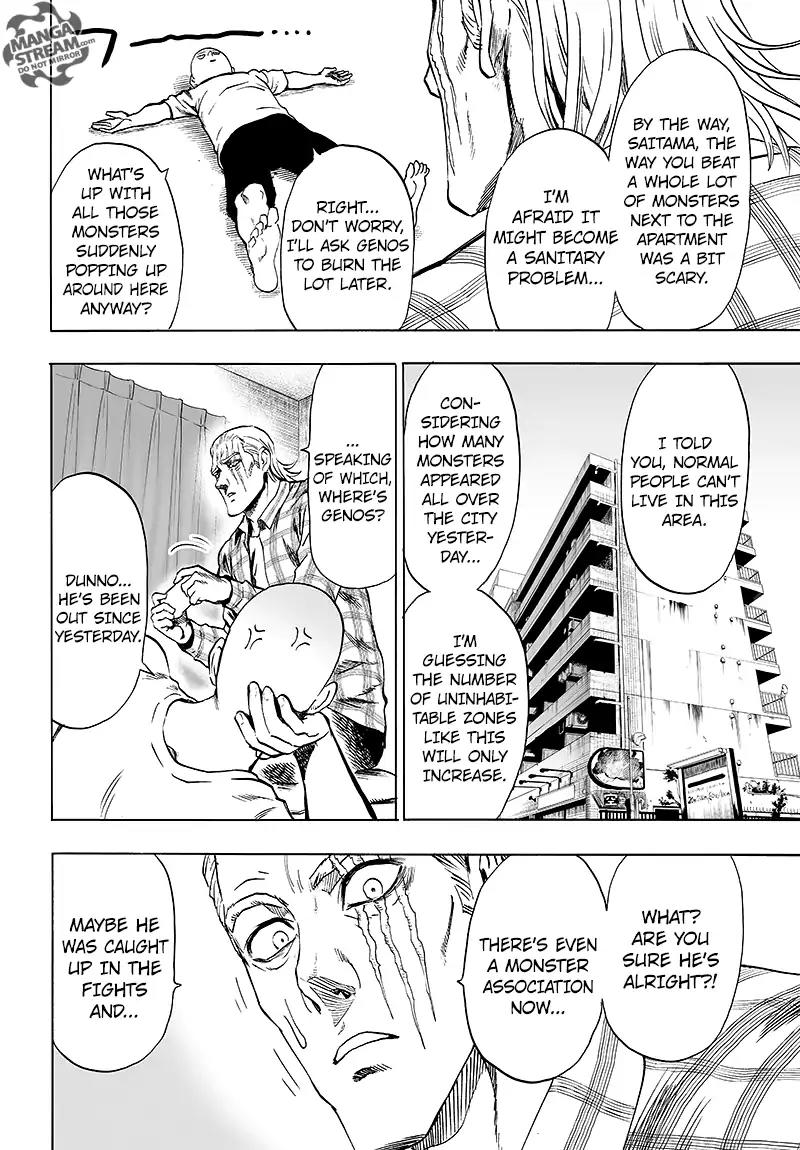 MANGA
STREAM.com
DO NOT MIRROR
BY THE WAY,
SAITAMA, THE
WAY YOU BEAT
A WHOLE LOT
OF MONSTERS
NEXT TO THE
APARTMENT
WAS A BIT
SCARY.
I'M
AFRAID IT
MIGHT BECOME
A SANITARY
PROBLEM...
RIGHT...
DON'T WORRY,
I'LL ASK GENOS
TO BURN THE
LOT LATER.
WHAT'S
UP WITH
ALL THOSE
MONSTERS
SUDDENLY
POPPING UP
AROUND HERE
ANYWAY?
I TOLD
YOU, NORMAL
PEOPLE CAN'T
LIVE IN THIS
AREA.
CON-
SIDERING
HOW MANY
MONSTERS
APPEARED
ALL OVER
THE CITY
YESTER-
DAY...
I'M
GUESSING
THE NUMBER
OF UNINHABI-
TABLE ZONES
LIKE THIS
WILL ONLY
INCREASE.
...
SPEAKING
OF WHICH,
WHERE'S
GENOS?
DUNNO...
HE'S BEEN
OUT SINCE
YESTERDAY.
WHAT?
ARE YOU
SURE HE'S
ALRIGHT?!
THERE'S EVEN
A MONSTER
ASSOCIATION
NOW...
MAYBE HE
WAS CAUGHT
UP IN THE
FIGHTS
AND...